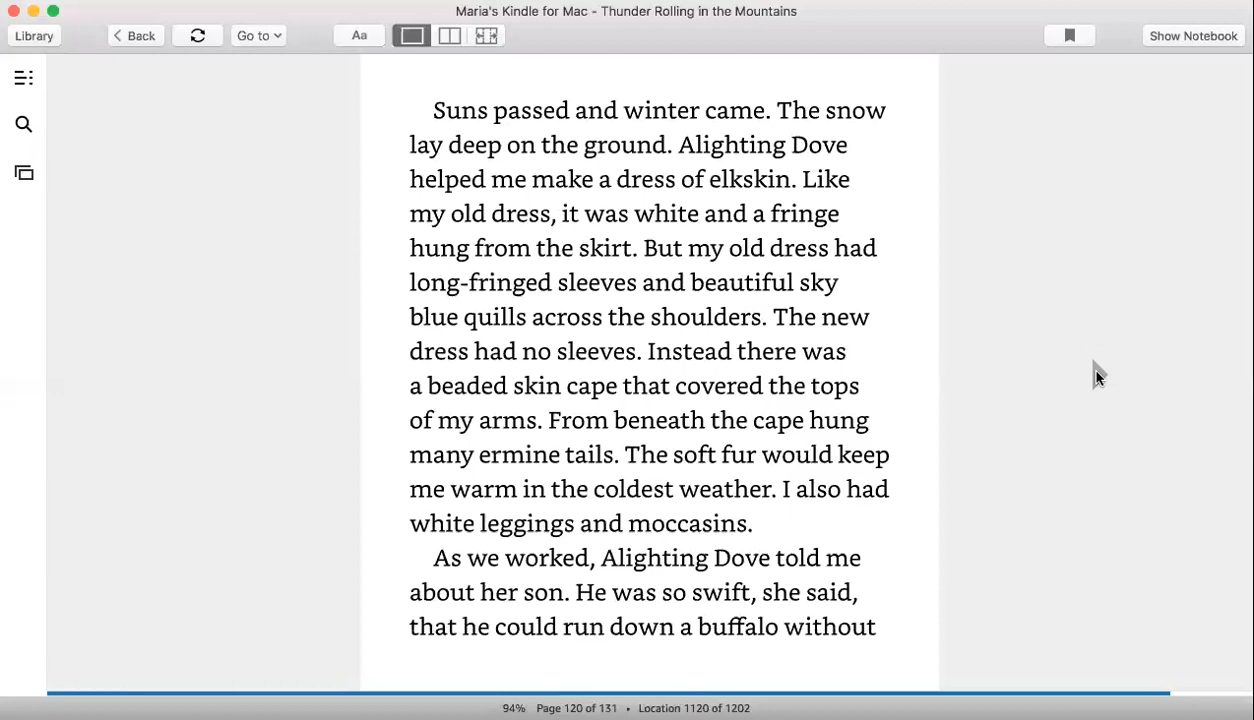 Maria's Kindle for Mac - Thunder Rolling in the Mountains
Library
Back
Go to
Aa
Show Notebook
Suns passed and winter came. The snow
lay deep on the ground. Alighting Dove
helped me make a dress of elkskin. Like
my old dress, it was white and a fringe
hung from the skirt. But my old dress had
long-fringed sleeves and beautiful sky
blue quills across the shoulders. The new
dress had no sleeves. Instead there was
a beaded skin cape that covered the tops
of my arms. From beneath the cape hung
many ermine tails. The soft fur would keep
me warm in the coldest weather. I also had
white leggings and moccasins.
As we worked, Alighting Dove told me
about her son. He was so swift, she said,
that he could run down a buffalo without
94% Page 120 of 131 • Location 1120 of 1202